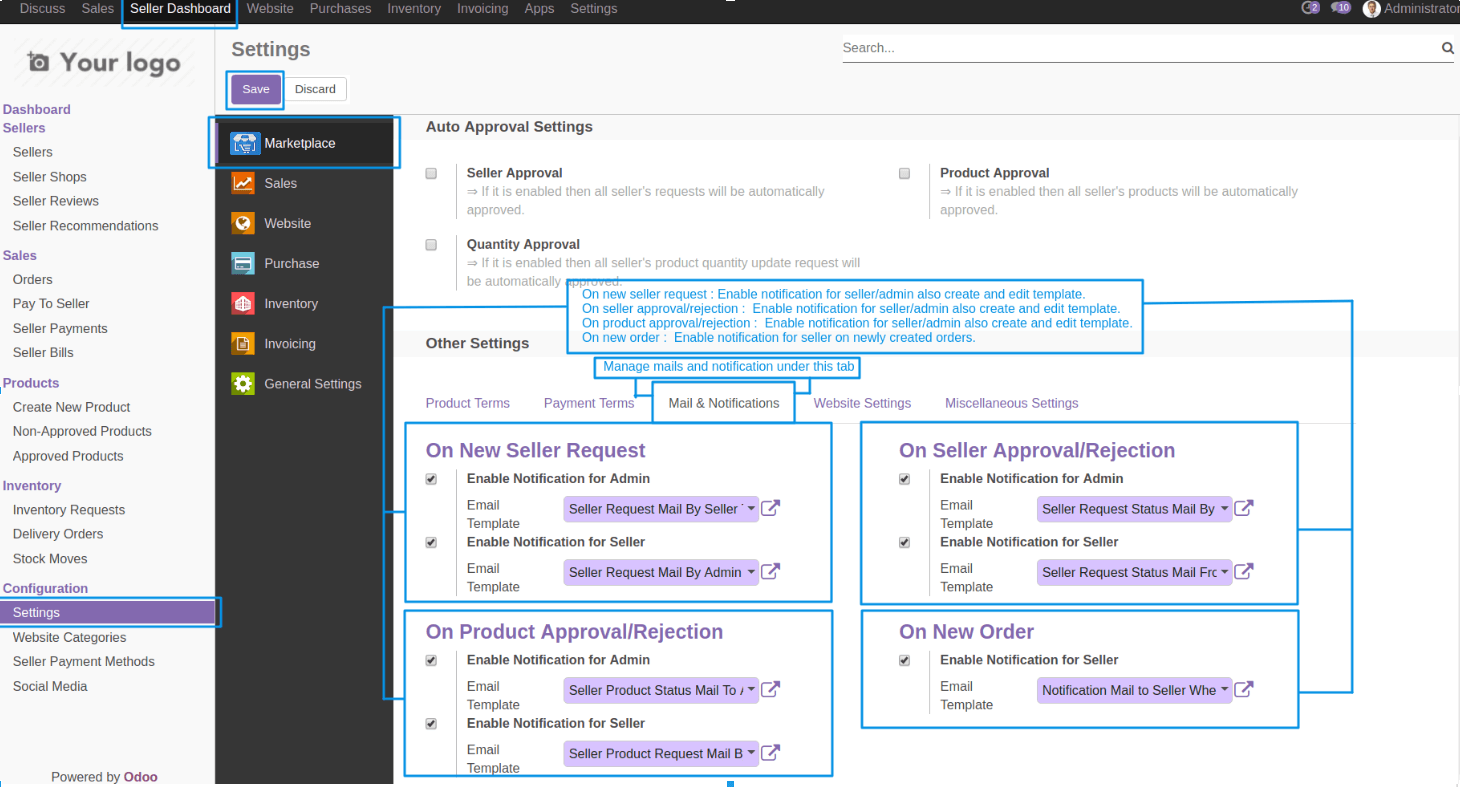 Discuss Sales Seller Dashboard Website Purchases Inventory Invoicing Apps Settings 2 10 Administrator
Your logo
Dashboard
Sellers
Sellers
Seller Shops
Seller Reviews
Seller Recommendations
Sales
Orders
Pay To Seller
Seller Payments
Seller Bills
Products
Create New Product
Non-Approved Products
Approved Products
Inventory
Inventory Requests
Delivery Orders
Stock Moves
Configuration
Settings
Website Categories
Seller Payment Methods
Social Media
Powered by Odoo
Settings
Search...
Save Discard
Marketplace
Sales
Website
Purchase
Inventory
Invoicing
General Settings
Auto Approval Settings
Seller Approval
⇒ If it is enabled then all seller's requests will be automatically
approved.
Product Approval
⇒ If it is enabled then all seller's products will be automatically
approved.
Quantity Approval
⇒ If it is enabled then all seller's product quantity update request will
be automatically approved.
On new seller request : Enable notification for seller/admin also create and edit template.
On seller approval/rejection : Enable notification for seller/admin also create and edit template.
On product approval/rejection : Enable notification for seller/admin also create and edit template.
On new order : Enable notification for seller on newly created orders.
Other Settings
Manage mails and notification under this tab
Product Terms Payment Terms Mail & Notifications Website Settings Miscellaneous Settings
On New Seller Request
Enable Notification for Admin
Email
Template
Seller Request Mail By Seller
Enable Notification for Seller
Email
Template
Seller Request Mail By Admin
On Seller Approval/Rejection
Enable Notification for Admin
Email
Template
Seller Request Status Mail By
Enable Notification for Seller
Email
Template
Seller Request Status Mail Frc
On Product Approval/Rejection
Enable Notification for Admin
Email
Template
Seller Product Status Mail To
Enable Notification for Seller
Email
Template
Seller Product Request Mail B
On New Order
Enable Notification for Seller
Email
Template
Notification Mail to Seller Whe